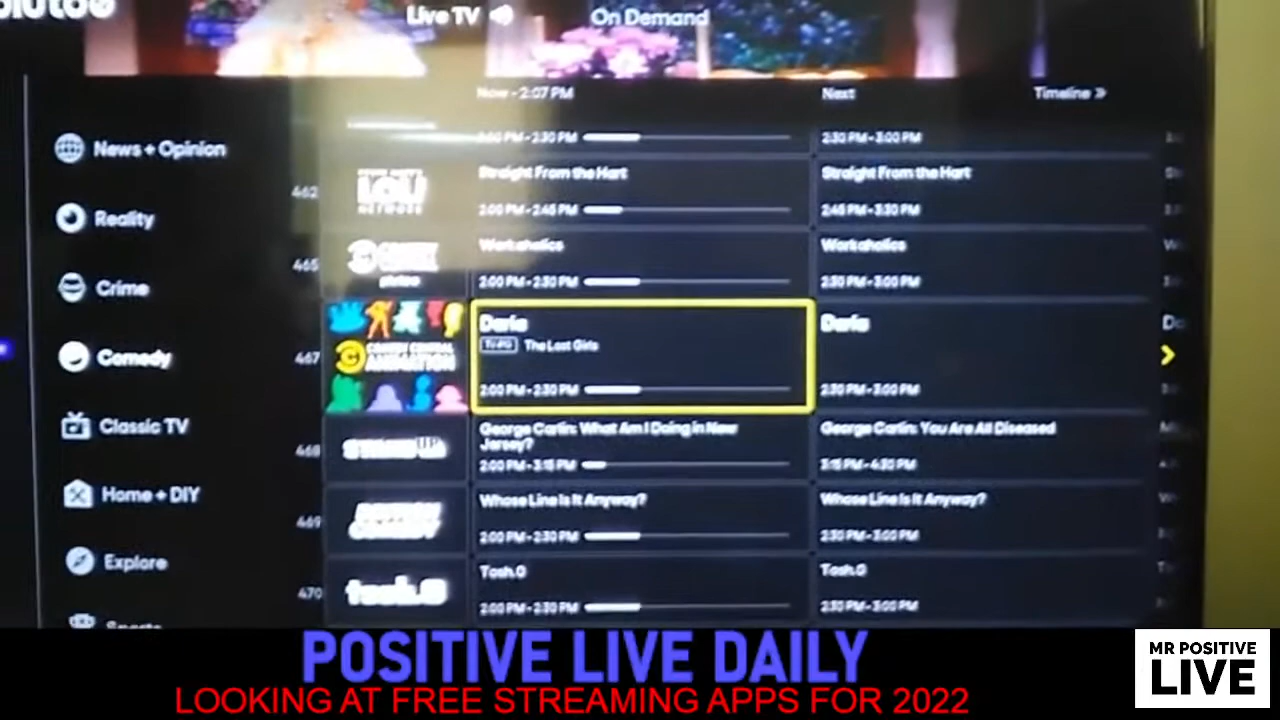 Live TV
On Demand
Now - 2:07 PM
Next
Timeline »
2:00 PM - 2:30 PM
2:30 PM - 3:00 PM
News + Opinion
462
LOU
NETWORK
Straight From the Hart
2:00 PM - 2:45 PM
Straight From the Hart
2:45 PM - 3:30 PM
Reality
465
Workaholics
2:00 PM - 2:30 PM
Workaholics
2:30 PM - 3:00 PM
Crime
Comedy
467
COMEDY CENTRAL
ANIMATION
Daria
TV-PG The Lost Girls
2:00 PM - 2:30 PM
Daria
2:30 PM - 3:00 PM
Classic TV
468
STAND UP
George Carlin: What Am I Doing in New
Jersey?
2:00 PM - 3:15 PM
George Carlin: You Are All Diseased
3:15 PM - 4:30 PM
Home + DIY
469
COMEDY
Whose Line Is It Anyway?
2:00 PM - 2:30 PM
Whose Line Is It Anyway?
2:30 PM - 3:00 PM
Explore
470
tosh.0
Tosh.0
2:00 PM - 2:30 PM
Tosh.0
2:30 PM - 3:00 PM
Sports
POSITIVE LIVE DAILY
LOOKING AT FREE STREAMING APPS FOR 2022
MR POSITIVE
LIVE